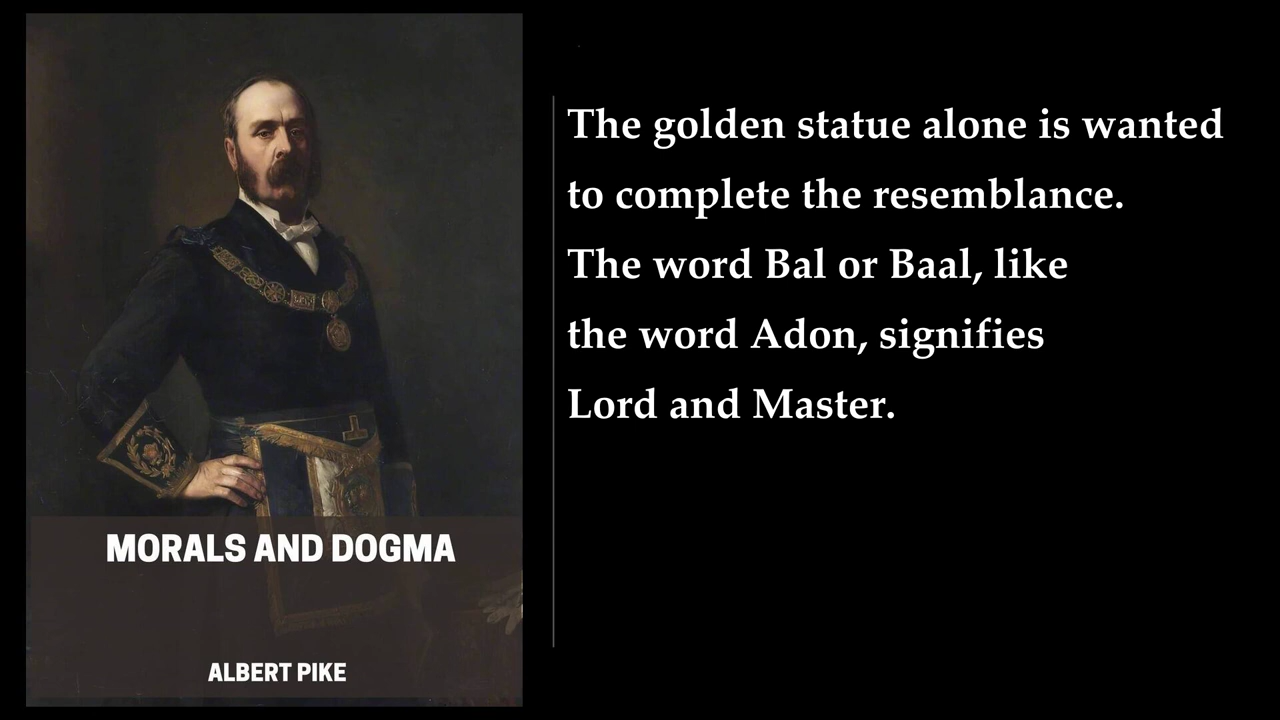 The golden statue alone is wanted
to complete the resemblance.
The word Bal or Baal, like
the word Adon, signifies
Lord and Master.
MORALS AND DOGMA
ALBERT PIKE